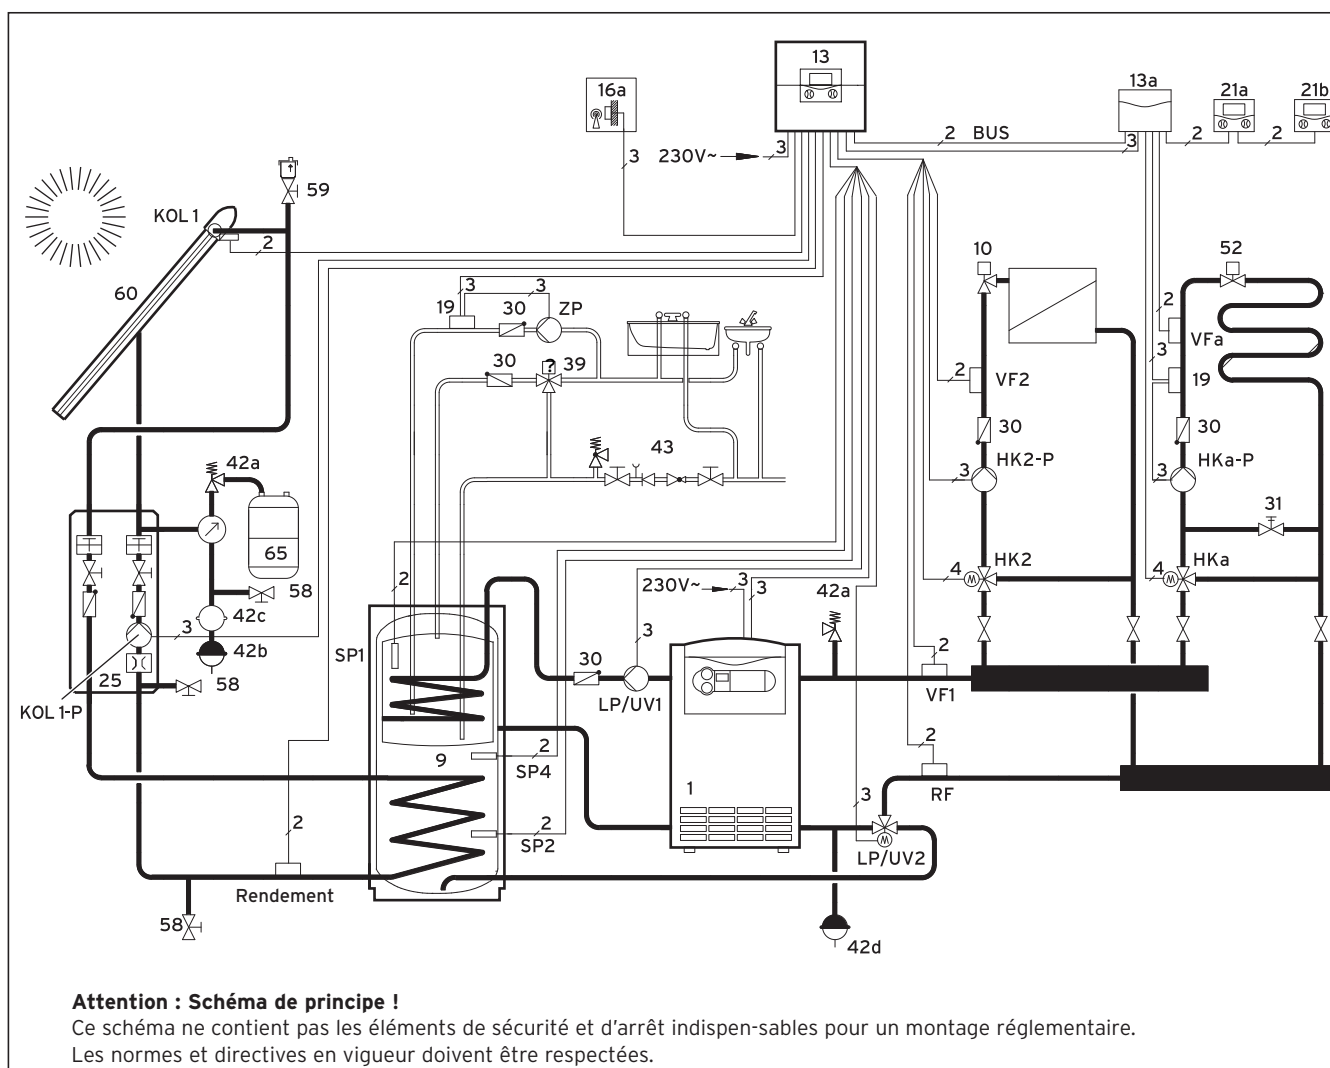 13
13a
21a
21b
16a
2 BUS
2
2
3
230V~
3
3
59
KOL 1
2
10
52
60
3
3
19
30
ZP
2
VFa
30
39
?
3
2
VF2
19
43
30
30
42a
HK2-P
HKa-P
3
3
31
65
58
2
HK2
HKa
4
4
230V~
3
3
42a
42c
3
42b
3
SP1
30
2
25
58
LP/UV1
VF1
KOL 1-P
2
9
2
SP4
1
3
RF
2
2
SP2
M
M
M
LP/UV2
Rendement
58
42d
Attention : Schéma de principe !
Ce schéma ne contient pas les éléments de sécurité et d'arrêt indispen-sables pour un montage réglementaire.
Les normes et directives en vigueur doivent être respectées.